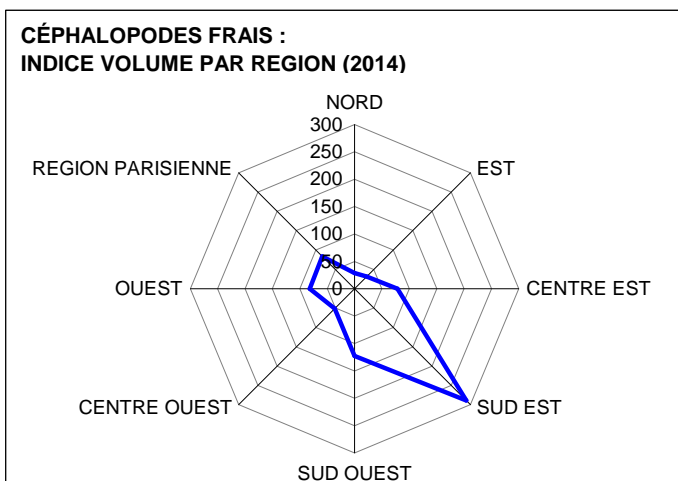 CÉPHALOPODES FRAIS :
INDICE VOLUME PAR REGION (2014)
NORD
300
250
200
150
100
50
0
REGION PARISIENNE
EST
OUEST
CENTRE EST
CENTRE OUEST
SUD EST
SUD OUEST